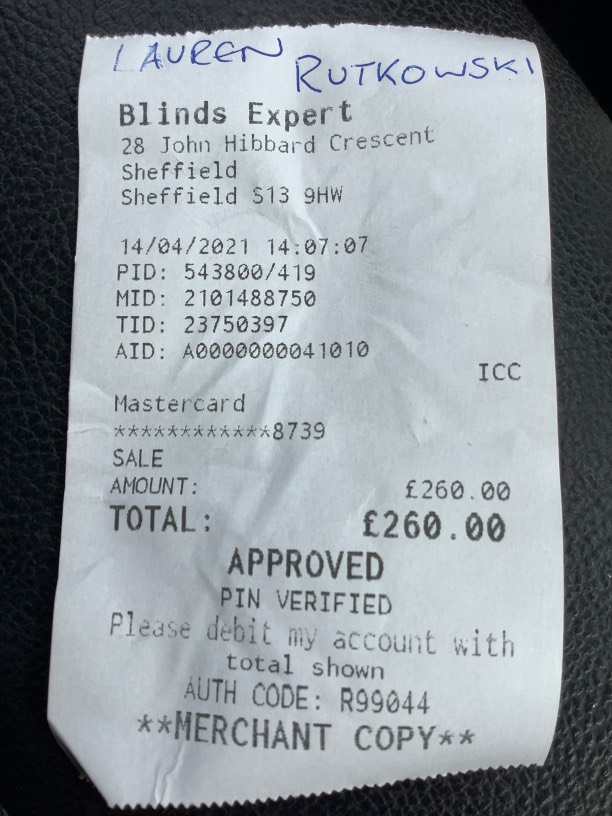 LAUREN RUTKOWSKI
Blinds Expert
28 John Hibbard Crescent
Sheffield
Sheffield S13 9HW
14/04/2021 14:07:07
PID: 543800/419
MID: 2101488750
TID: 23750397
AID: A0000000041010
ICC
Mastercard
************8739
SALE
AMOUNT: £260.00
TOTAL: £260.00
APPROVED
PIN VERIFIED
Please debit my account with
total shown
AUTH CODE: R99044
**MERCHANT COPY**